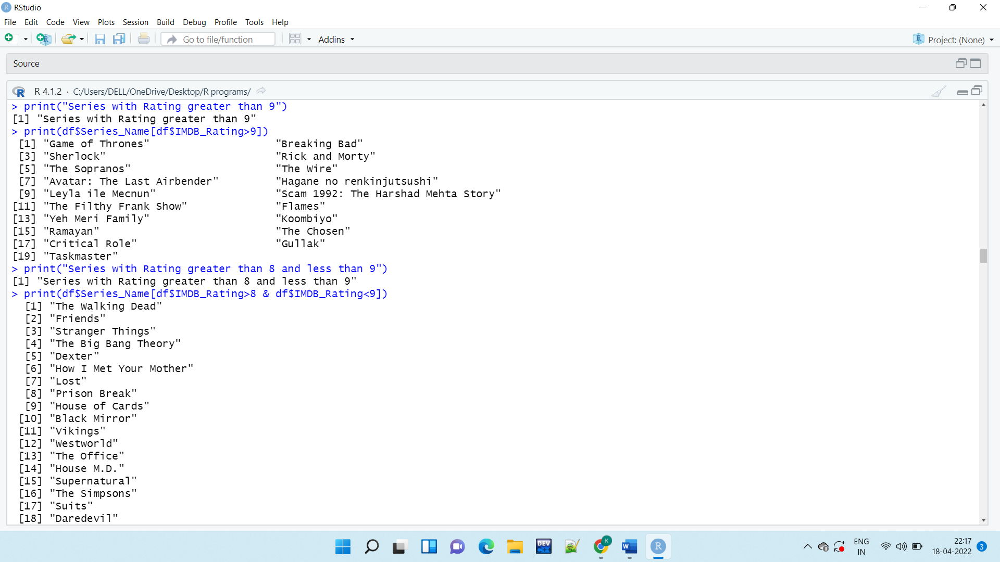 RStudio
File Edit Code View Plots Session Build Debug Profile Tools Help
Go to file/function Addins Project: (None)
Source
R 4.1.2 · C:/Users/DELL/OneDrive/Desktop/R programs/
> print("Series with Rating greater than 9")
[1] "Series with Rating greater than 9"
> print(df$Series_Name[df$IMDB_Rating>9])
[1] "Game of Thrones" "Breaking Bad"
[3] "Sherlock" "Rick and Morty"
[5] "The Sopranos" "The Wire"
[7] "Avatar: The Last Airbender" "Hagane no renkinjutsushi"
[9] "Leyla ile Mecnun" "Scam 1992: The Harshad Mehta Story"
[11] "The Filthy Frank Show" "Flames"
[13] "Yeh Meri Family" "Koombiyo"
[15] "Ramayan" "The Chosen"
[17] "Critical Role" "Gullak"
[19] "Taskmaster"
> print("Series with Rating greater than 8 and less than 9")
[1] "Series with Rating greater than 8 and less than 9"
> print(df$Series_Name[df$IMDB_Rating>8 & df$IMDB_Rating<9])
[1] "The Walking Dead"
[2] "Friends"
[3] "Stranger Things"
[4] "The Big Bang Theory"
[5] "Dexter"
[6] "How I Met Your Mother"
[7] "Lost"
[8] "Prison Break"
[9] "House of Cards"
[10] "Black Mirror"
[11] "Vikings"
[12] "Westworld"
[13] "The Office"
[14] "House M.D."
[15] "Supernatural"
[16] "The Simpsons"
[17] "Suits"
[18] "Daredevil"
DEV C++ K W R
ENG 22:17
IN 18-04-2022 3